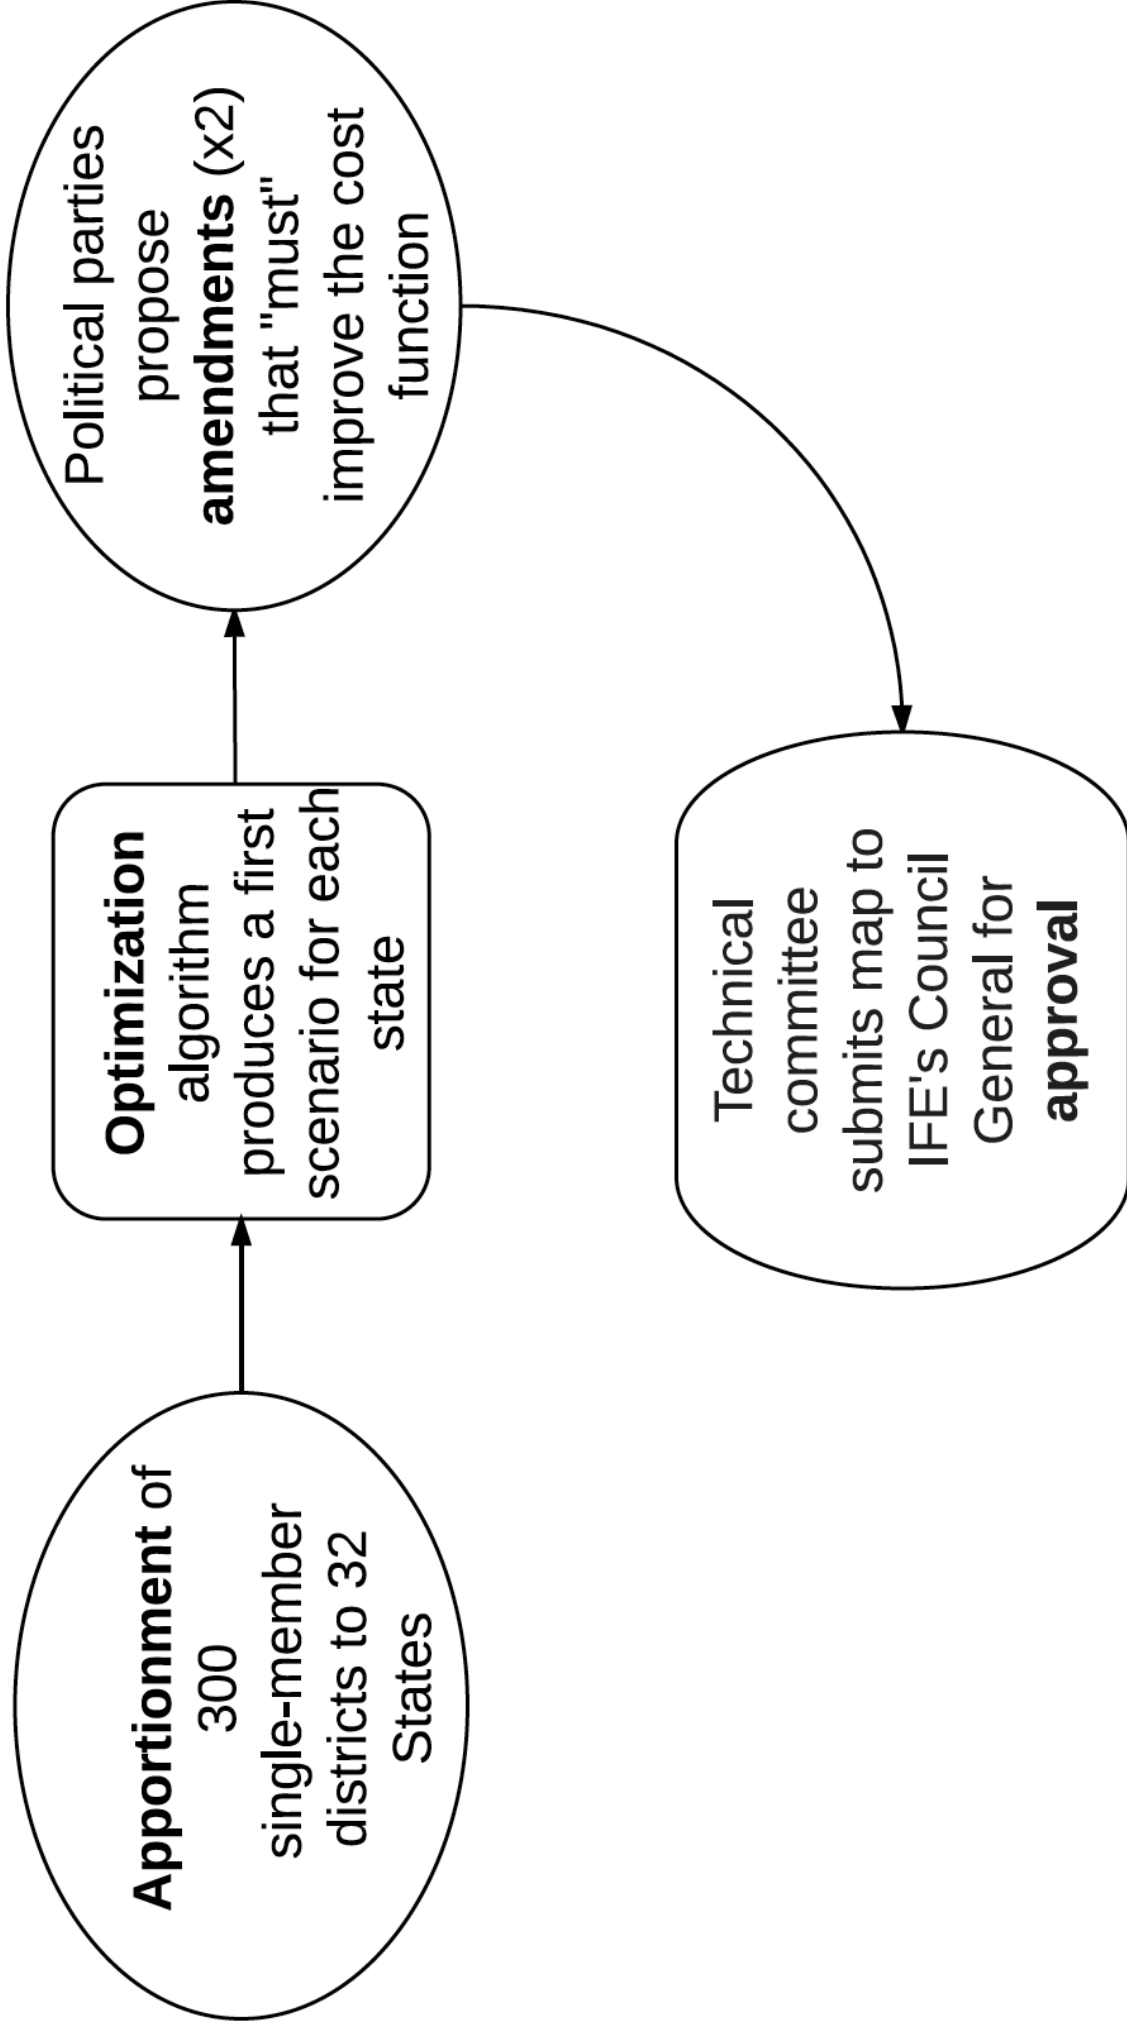 Apportionment of
300
single-member
districts to 32
States
Optimization
algorithm
produces a first
scenario for each
state
Political parties
propose
amendments (x2)
that "must"
improve the cost
function
Technical
committee
submits map to
IFE's Council
General for
approval